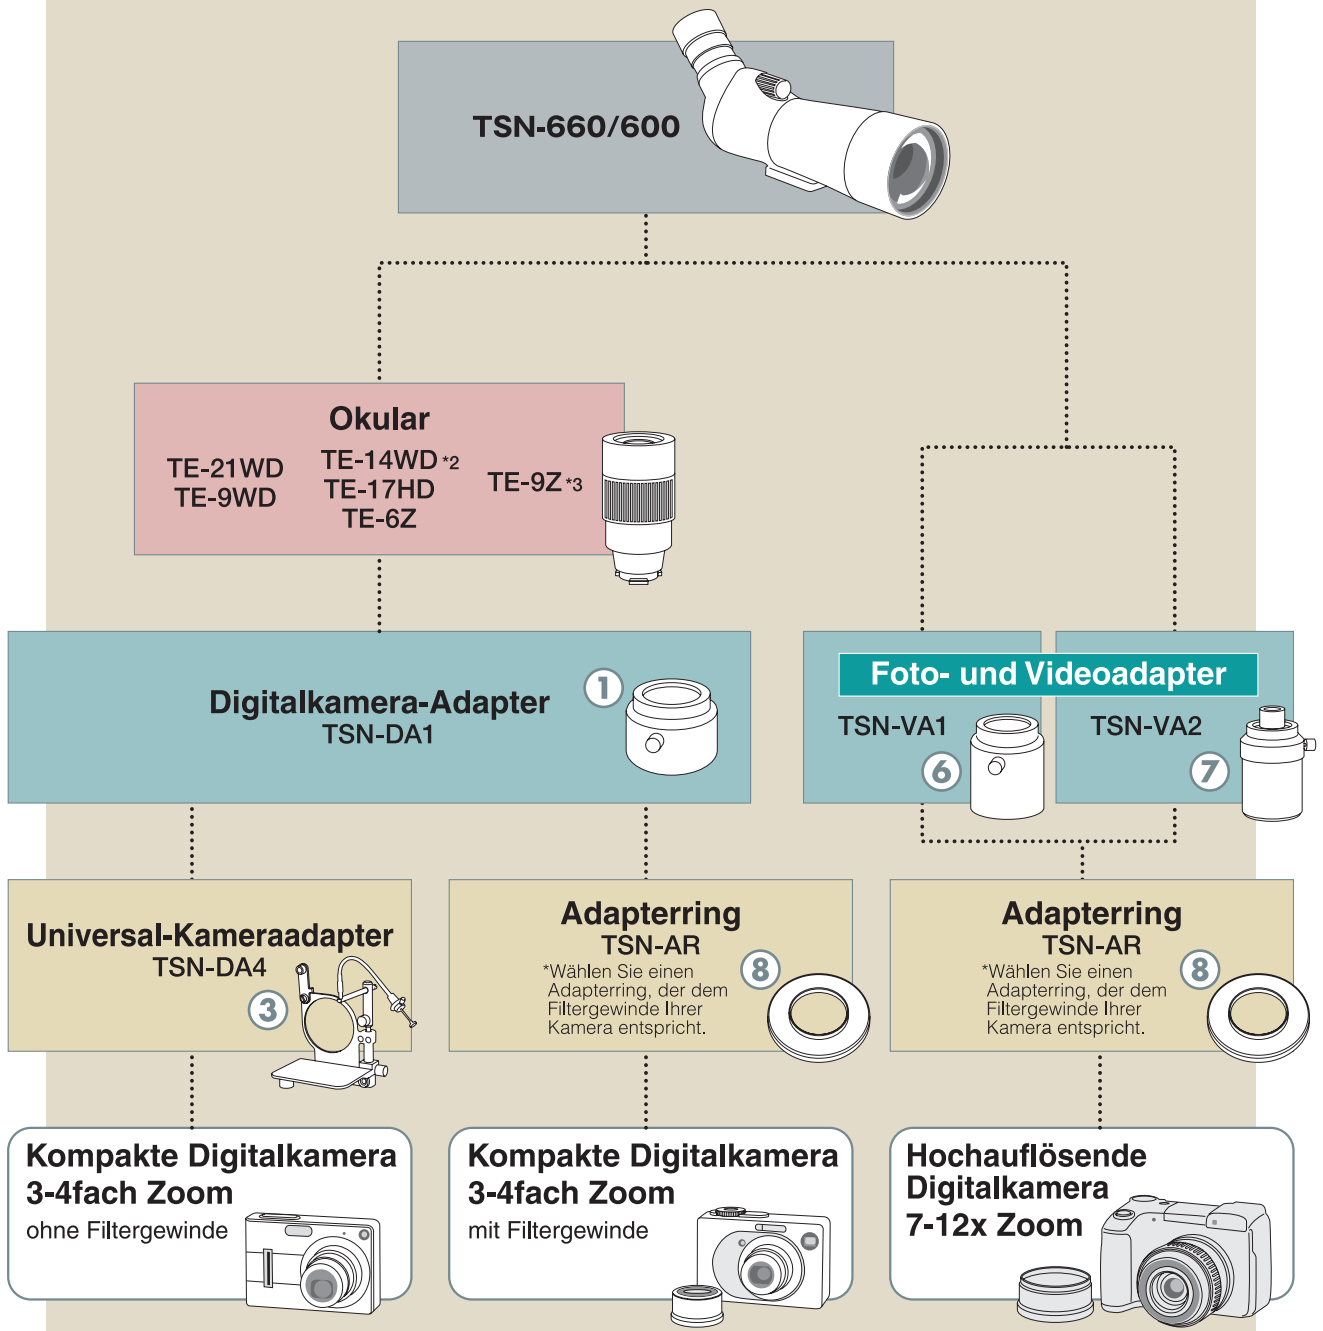 TSN-660/600
Okular
TE-21WD
TE-9WD
TE-14WD *2
TE-17HD
TE-6Z
TE-9Z *3
Digitalkamera-Adapter
TSN-DA1
1
Foto- und Videoadapter
TSN-VA1
6
TSN-VA2
7
Universal-Kameraadapter
TSN-DA4
3
Adapterring
TSN-AR
*Wählen Sie einen
Adapterring, der dem
Filtergewinde Ihrer
Kamera entspricht.
8
Adapterring
TSN-AR
*Wählen Sie einen
Adapterring, der dem
Filtergewinde Ihrer
Kamera entspricht.
8
Kompakte Digitalkamera
3-4fach Zoom
ohne Filtergewinde
Kompakte Digitalkamera
3-4fach Zoom
mit Filtergewinde
Hochauflösende
Digitalkamera
7-12x Zoom